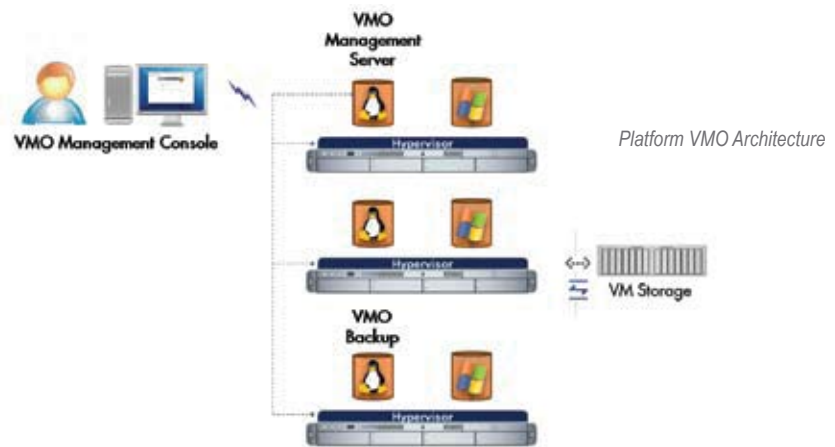 VMO
Management
Server
VMO Management Console
Hypervisor
Platform VMO Architecture
Hypervisor
VM Storage
VMO
Backup
Hypervisor